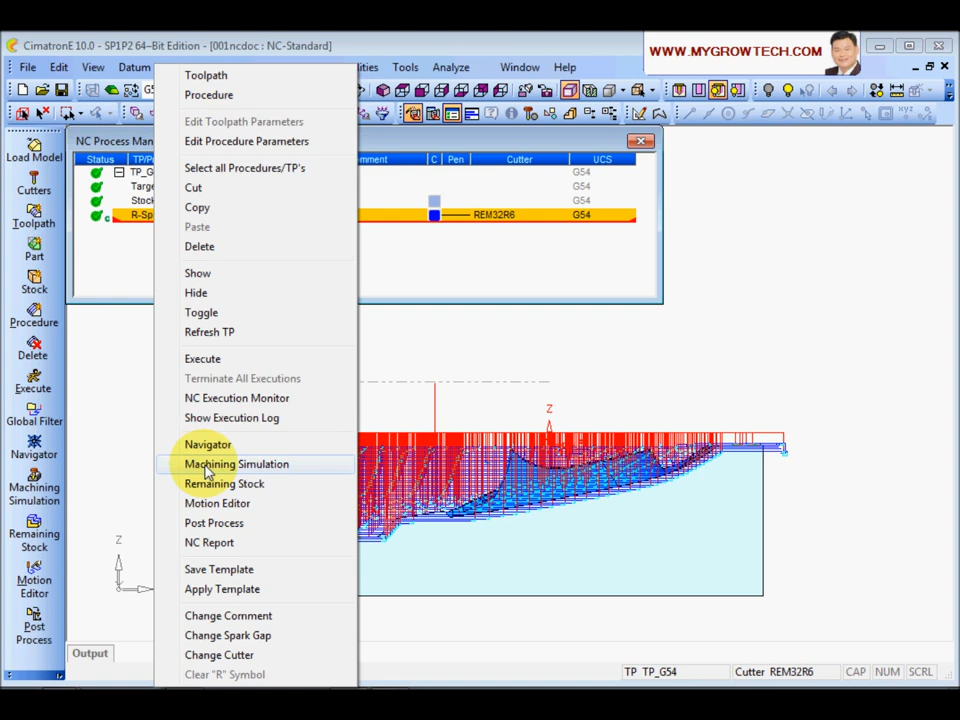 CimatronE 10.0 - SP1P2 64-Bit Edition - [001ncdoc : NC-Standard]
WWW.MYGROWTECH.COM
File Edit View Datum
Tools Analyze Window Help
NC Process Man
Status TP/P
C Pen Cutter UCS
TP_G
G54
Targe
G54
Stock
G54
R-Sp
REM32R6 G54
Load Model
Cutters
Toolpath
Part
Stock
Procedure
Delete
Execute
Global Filter
Navigator
Machining
Simulation
Remaining
Stock
Motion
Editor
Post
Process
Toolpath
Procedure
Edit Toolpath Parameters
Edit Procedure Parameters
Select all Procedures/TP's
Cut
Copy
Paste
Delete
Show
Hide
Toggle
Refresh TP
Execute
Terminate All Executions
NC Execution Monitor
Show Execution Log
Navigator
Machining Simulation
Remaining Stock
Motion Editor
Post Process
NC Report
Save Template
Apply Template
Change Comment
Change Spark Gap
Change Cutter
Clear "R" Symbol
Z
Z
Output
TP TP_G54 Cutter REM32R6 CAP NUM SCRL